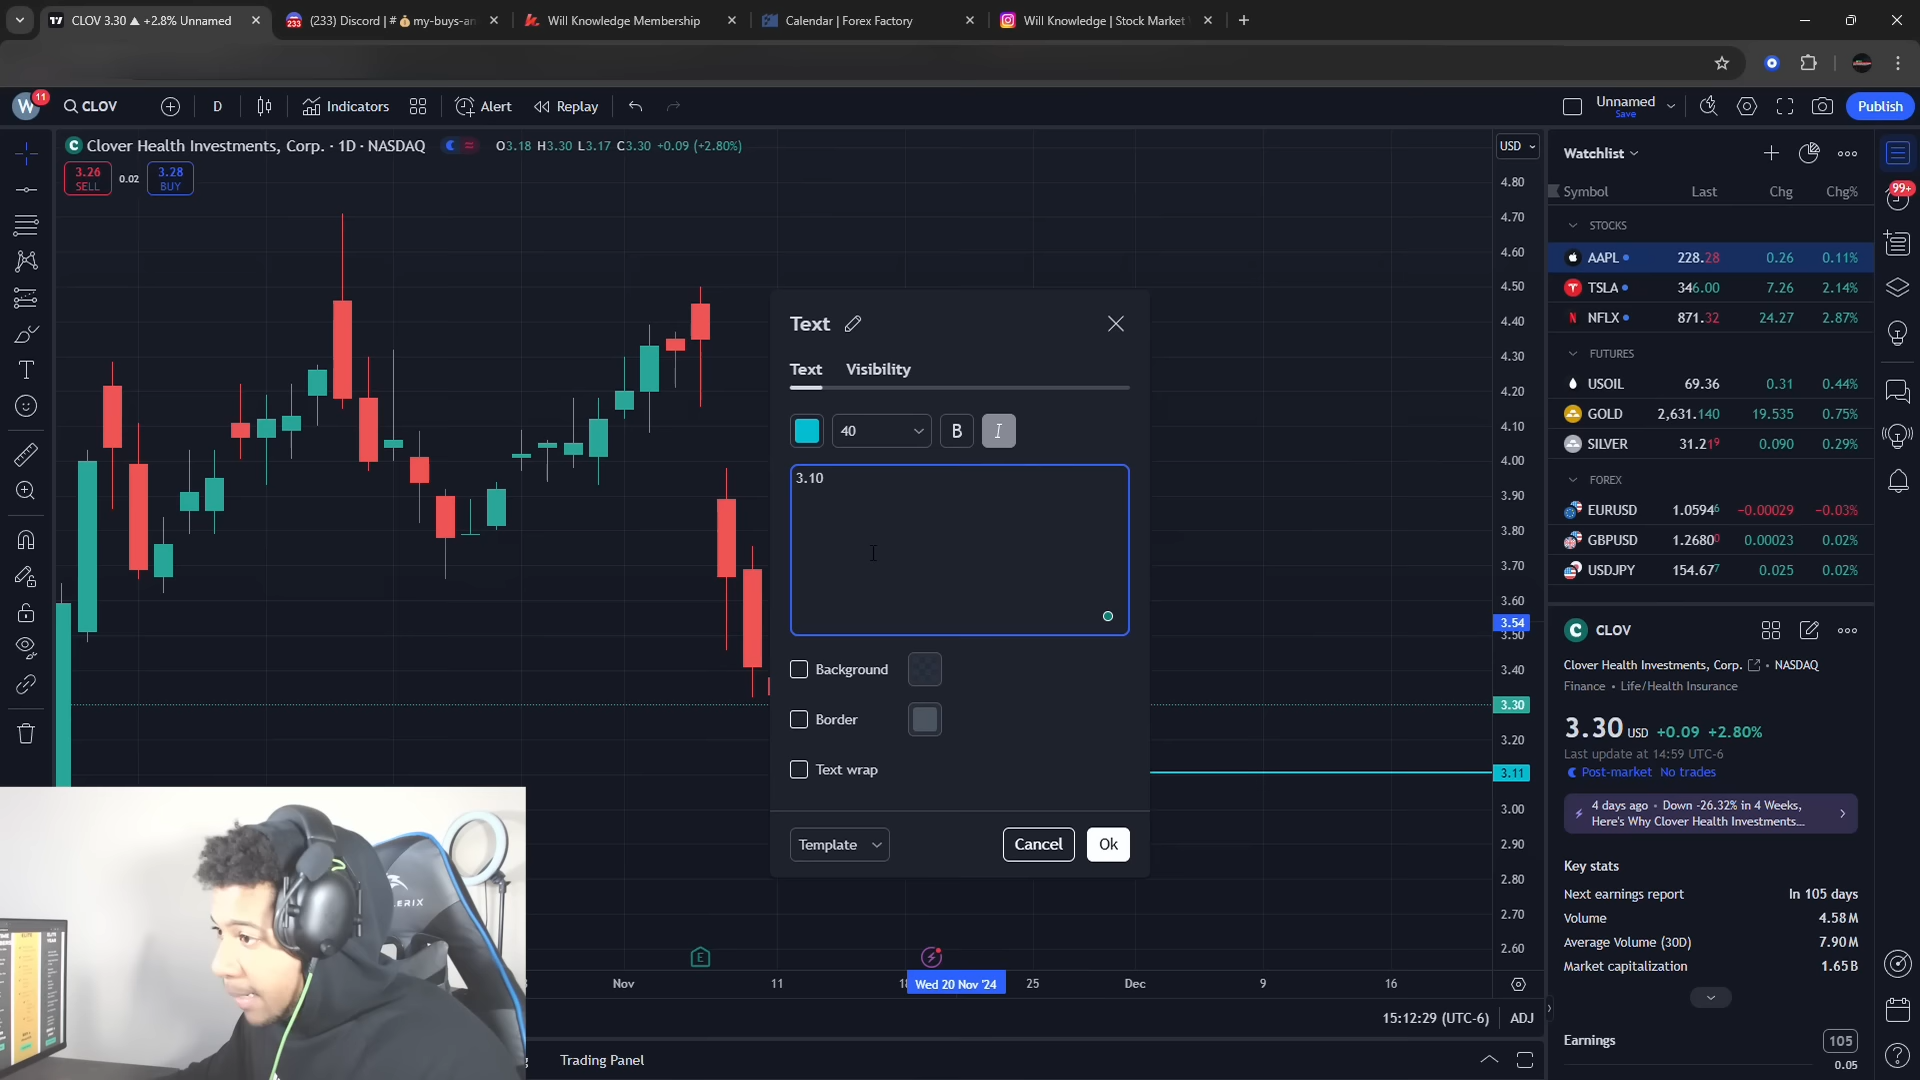 CLOV 3.30 ▲ +2.8% Unnamed
(233) Discord | # 💰my-buys-an
Will Knowledge Membership
Calendar | Forex Factory
Will Knowledge | Stock Market
W 11
CLOV
D
Indicators
Alert
Replay
Unnamed
Save
Publish
Clover Health Investments, Corp. · 1D · NASDAQ
O3.18 H3.30 L3.17 C3.30 +0.09 (+2.80%)
3.26
SELL
0.02
3.28
BUY
USD
4.80
4.70
4.60
4.50
4.40
4.30
4.20
4.10
4.00
3.90
3.80
3.70
3.60
3.54
3.50
3.40
3.30
3.20
3.11
3.00
2.90
2.80
2.70
2.60
Text
Text
Visibility
40
B
I
3.10
Background
Border
Text wrap
Template
Cancel
Ok
E
Nov
11
Wed 20 Nov '24
25
Dec
9
16
15:12:29 (UTC-6)
ADJ
Trading Panel
Watchlist
Symbol
Last
Chg
Chg%
STOCKS
AAPL 228.28 0.26 0.11%
TSLA 346.00 7.26 2.14%
NFLX 871.32 24.27 2.87%
FUTURES
USOIL 69.36 0.31 0.44%
GOLD 2,631.140 19.535 0.75%
SILVER 31.219 0.090 0.29%
FOREX
EURUSD 1.05946 −0.00029 −0.03%
GBPUSD 1.26800 0.00023 0.02%
USDJPY 154.677 0.025 0.02%
99+
CLOV
Clover Health Investments, Corp. • NASDAQ
Finance • Life/Health Insurance
3.30 USD +0.09 +2.80%
Last update at 14:59 UTC-6
Post-market No trades
4 days ago • Down -26.32% in 4 Weeks,
Here's Why Clover Health Investments...
Key stats
Next earnings report In 105 days
Volume 4.58 M
Average Volume (30D) 7.90 M
Market capitalization 1.65 B
Earnings
105
0.05